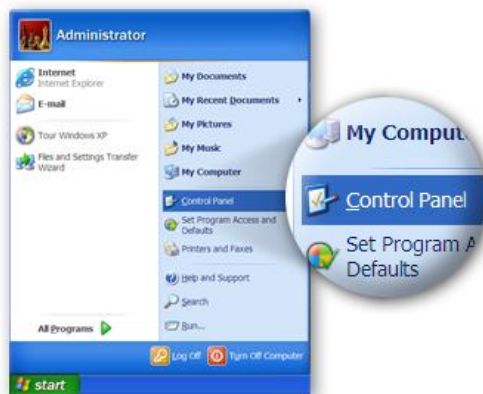 Administrator
Internet
Internet Explorer
E-mail
Tour Windows XP
Files and Settings Transfer
Wizard
All Programs
My Documents
My Recent Documents
My Pictures
My Music
My Computer
Control Panel
Set Program Access and
Defaults
Printers and Faxes
Help and Support
Search
Run...
Log Off
Turn Off Computer
start
My Comput
Control Panel
Set Program A
Defaults